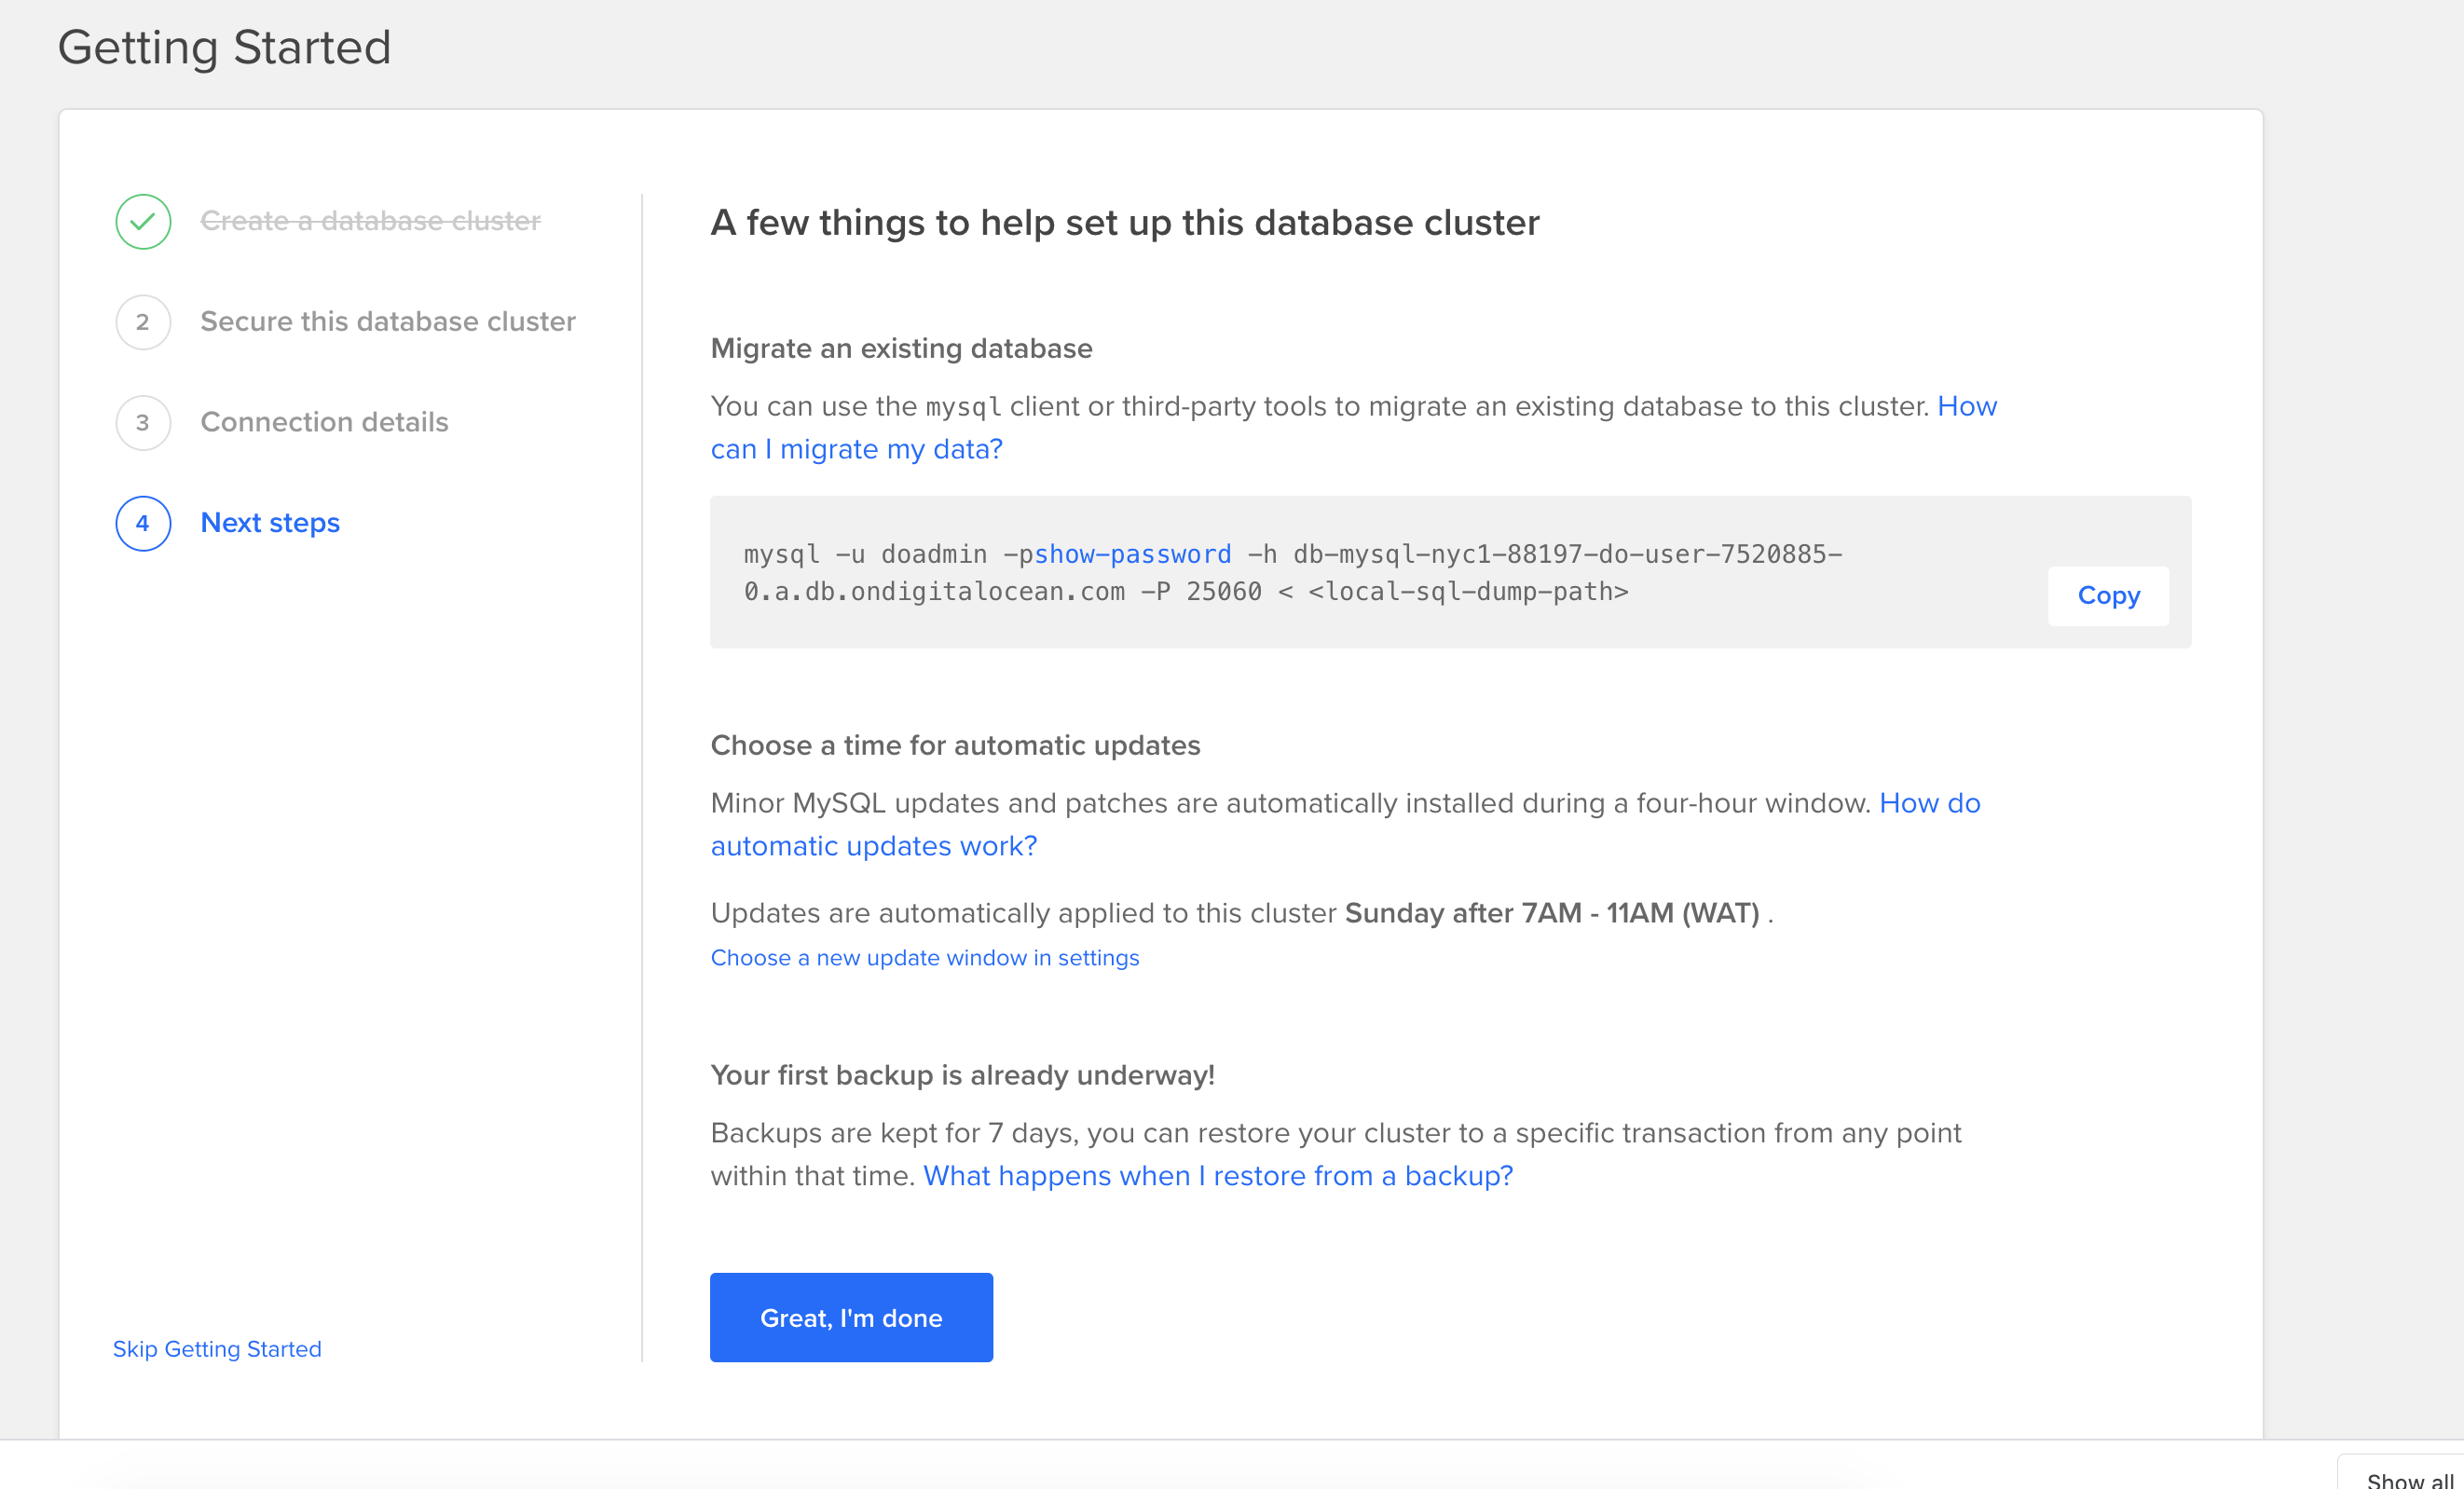 Getting Started
Create a database cluster
2
Secure this database cluster
3
Connection details
4
Next steps
Skip Getting Started
A few things to help set up this database cluster
Migrate an existing database
You can use the mysql client or third-party tools to migrate an existing database to this cluster. How
can I migrate my data?
mysql -u doadmin -pshow-password -h db-mysql-nyc1-88197-do-user-7520885-
0.a.db.ondigitalocean.com -P 25060 < <local-sql-dump-path>
Copy
Choose a time for automatic updates
Minor MySQL updates and patches are automatically installed during a four-hour window. How do
automatic updates work?
Updates are automatically applied to this cluster Sunday after 7AM - 11AM (WAT) .
Choose a new update window in settings
Your first backup is already underway!
Backups are kept for 7 days, you can restore your cluster to a specific transaction from any point
within that time. What happens when I restore from a backup?
Great, I'm done
Show all